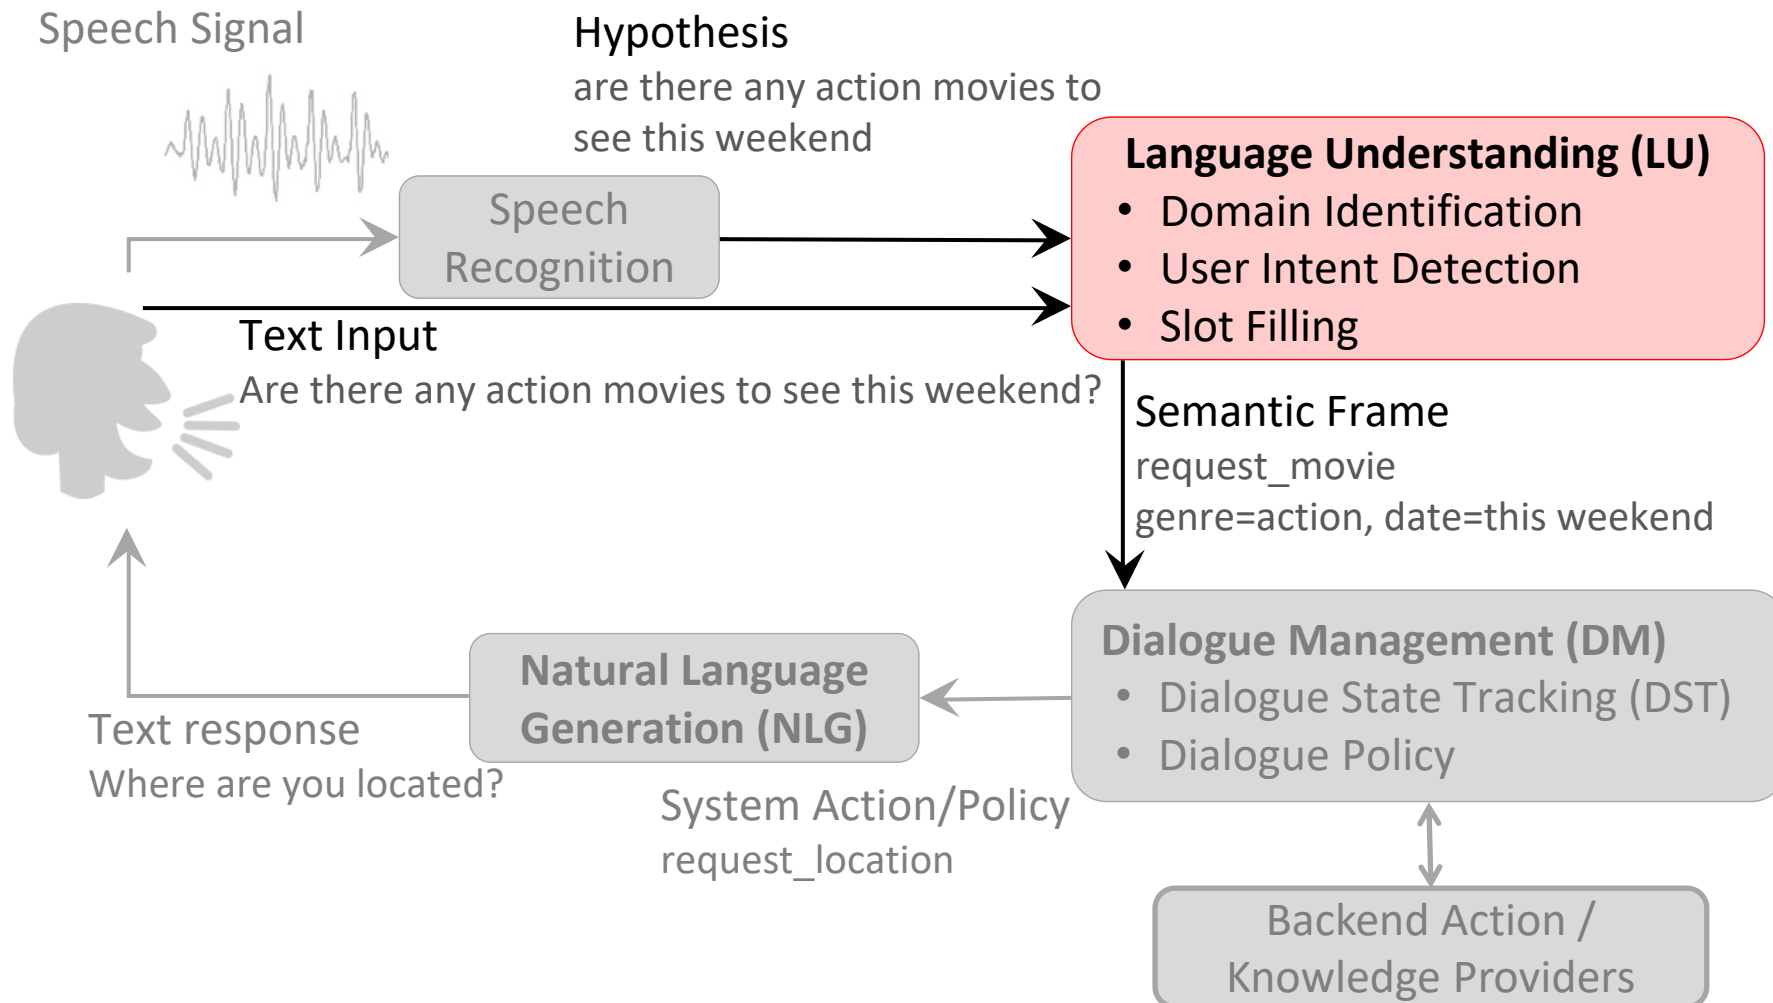 Speech Signal
Hypothesis
are there any action movies to
see this weekend
Speech
Recognition
Language Understanding (LU)
• Domain Identification
• User Intent Detection
• Slot Filling
Text Input
Are there any action movies to see this weekend?
Semantic Frame
request_movie
genre=action, date=this weekend
Dialogue Management (DM)
• Dialogue State Tracking (DST)
• Dialogue Policy
Natural Language
Generation (NLG)
Text response
Where are you located?
System Action/Policy
request_location
Backend Action /
Knowledge Providers